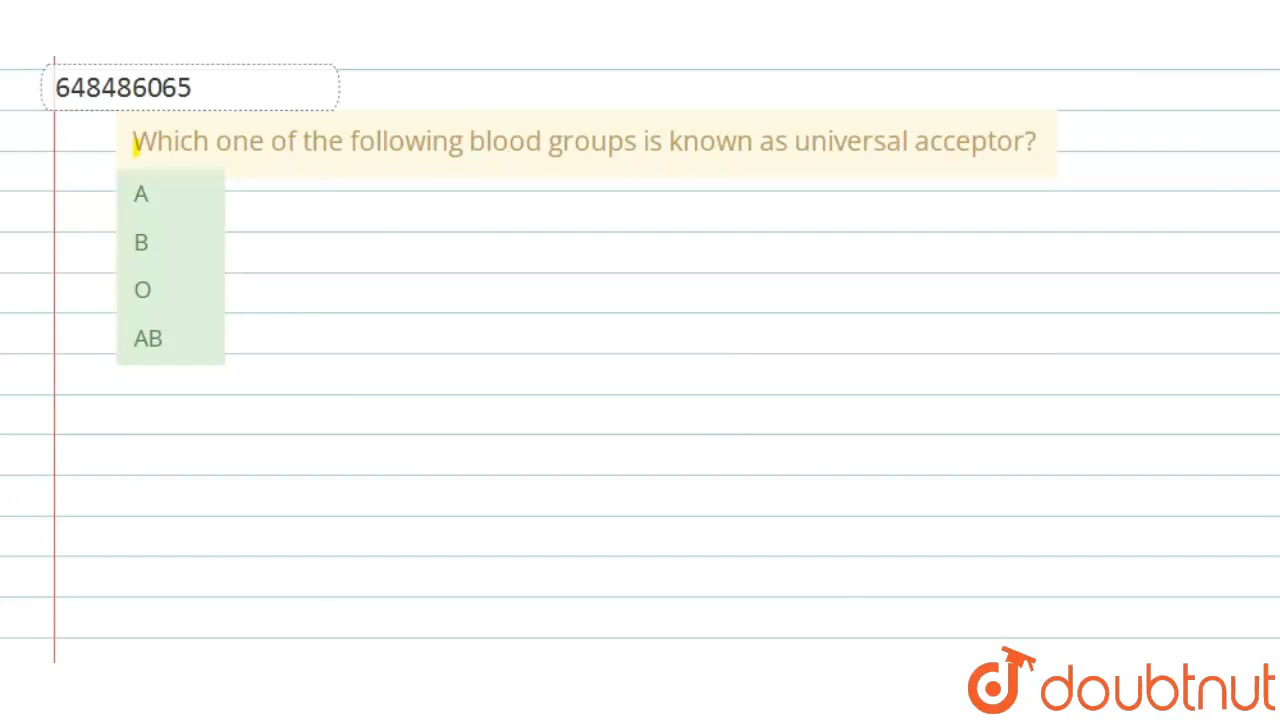 648486065
Which one of the following blood groups is known as universal acceptor?
A
B
O
AB
doubtnut